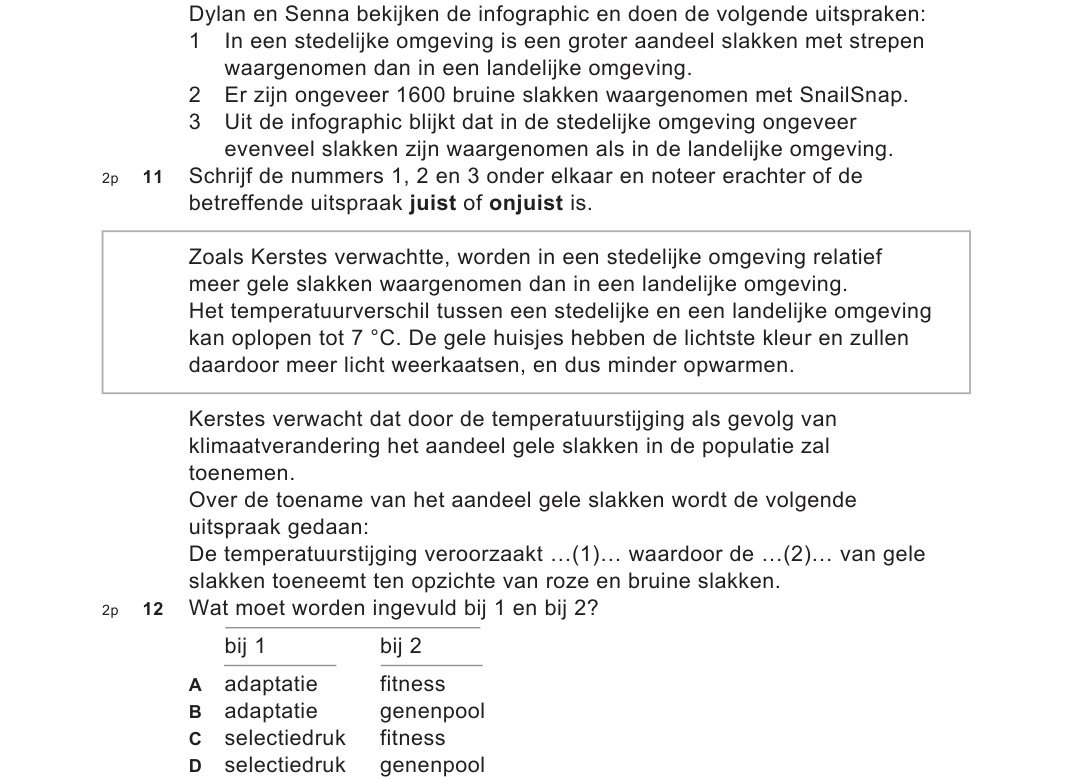 Dylan en Senna bekijken de infographic en doen de volgende uitspraken:
1 In een stedelijke omgeving is een groter aandeel slakken met strepen
waargenomen dan in een landelijke omgeving.
2 Er zijn ongeveer 1600 bruine slakken waargenomen met SnailSnap.
3 Uit de infographic blijkt dat in de stedelijke omgeving ongeveer
evenveel slakken zijn waargenomen als in de landelijke omgeving.
2p 11 Schrijf de nummers 1, 2 en 3 onder elkaar en noteer erachter of de
betreffende uitspraak juist of onjuist is.
Zoals Kerstes verwachtte, worden in een stedelijke omgeving relatief
meer gele slakken waargenomen dan in een landelijke omgeving.
Het temperatuurverschil tussen een stedelijke en een landelijke omgeving
kan oplopen tot 7 °C. De gele huisjes hebben de lichtste kleur en zullen
daardoor meer licht weerkaatsen, en dus minder opwarmen.
Kerstes verwacht dat door de temperatuurstijging als gevolg van
klimaatverandering het aandeel gele slakken in de populatie zal
toenemen.
Over de toename van het aandeel gele slakken wordt de volgende
uitspraak gedaan:
De temperatuurstijging veroorzaakt …(1)… waardoor de …(2)… van gele
slakken toeneemt ten opzichte van roze en bruine slakken.
2p 12 Wat moet worden ingevuld bij 1 en bij 2?
bij 1 bij 2
A adaptatie fitness
B adaptatie genenpool
C selectiedruk fitness
D selectiedruk genenpool